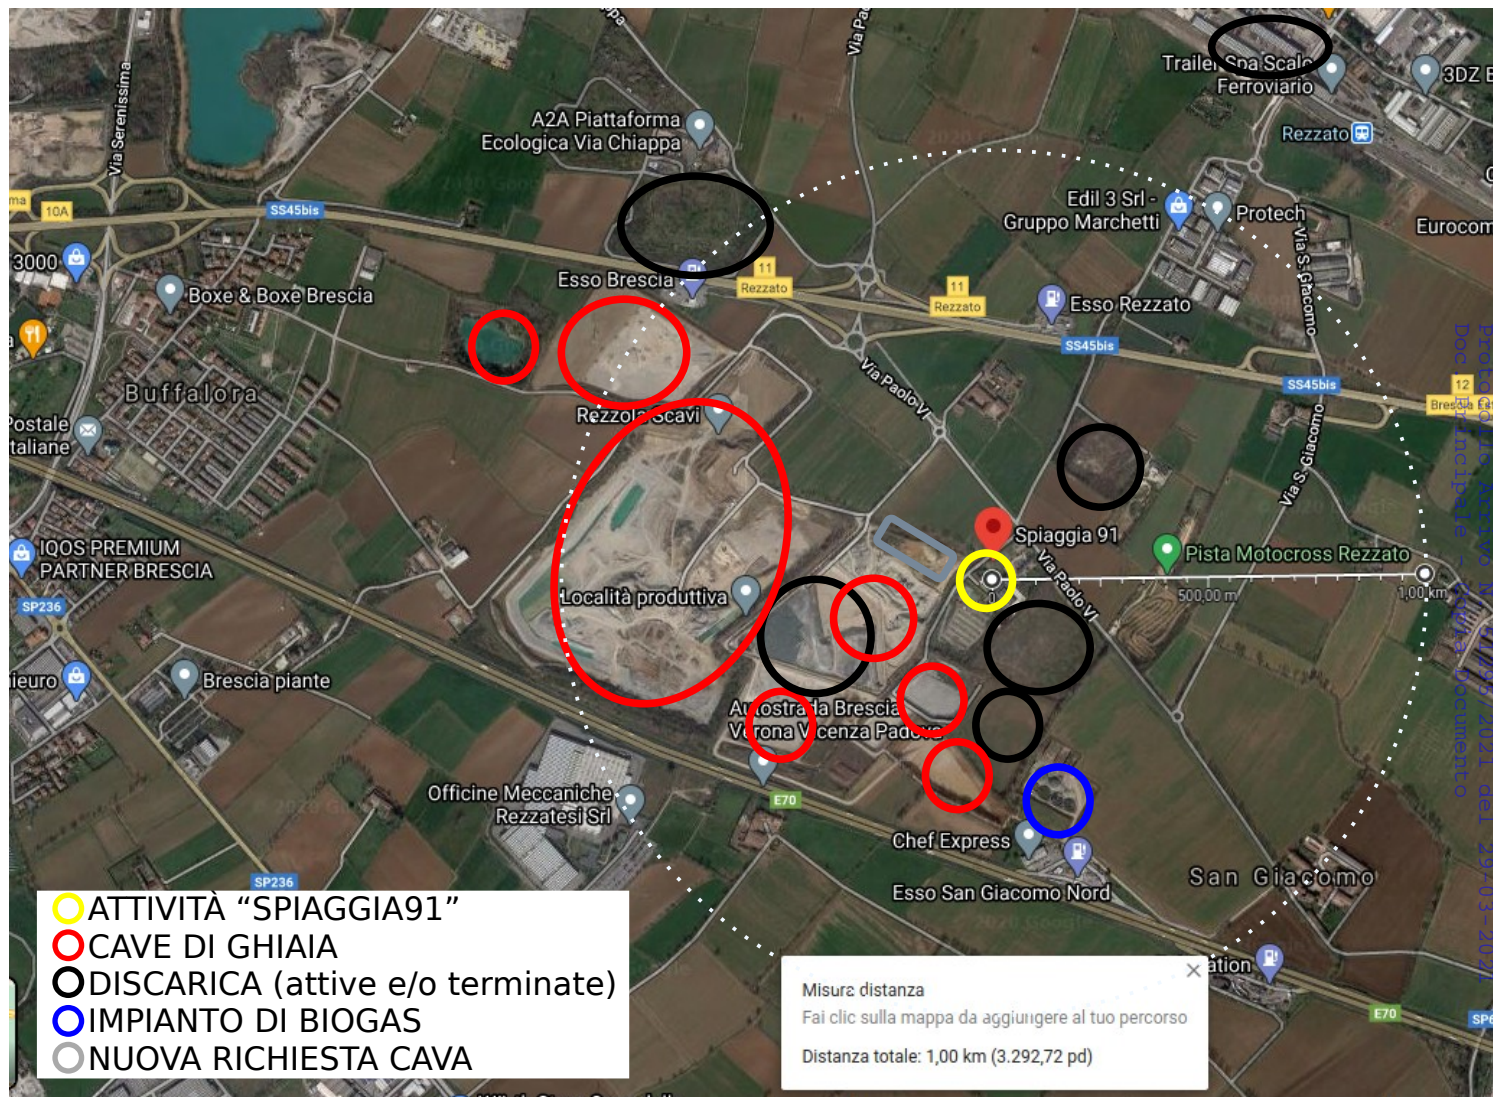 Via Serenissima
Via Pao
Trailer Spa Scalo
Ferroviario
3DZ
Rezzato
A2A Piattaforma
Ecologica Via Chiappa
10A
SS45bis
Edil 3 Srl -
Gruppo Marchetti
Protech
Eurocom
3000
Via S. Giacomo
Boxe & Boxe Brescia
Esso Brescia
11
Rezzato
11
Rezzato
Esso Rezzato
SS45bis
SS45bis
12
Via Paolo VI
Buffalora
Postale
taliane
Rezzola Scavi
Via S. Giacomo
Spiaggia 91
IQOS PREMIUM
PARTNER BRESCIA
Pista Motocross Rezzato
SP236
Località produttiva
Via Paolo VI
0
500,00 m
1,00 km
ieuro
Brescia piante
Autostrada Brescia
Verona Vicenza Padova
Officine Meccaniche
Rezzatesi Srl
E70
Chef Express
Esso San Giacomo Nord
San Giacomo
SP236
ATTIVITÀ “SPIAGGIA91”
CAVE DI GHIAIA
DISCARICA (attive e/o terminate)
IMPIANTO DI BIOGAS
NUOVA RICHIESTA CAVA
ation
E70
SP6
Misura distanza
Fai clic sulla mappa da aggiungere al tuo percorso
Distanza totale: 1,00 km (3.292,72 pd)